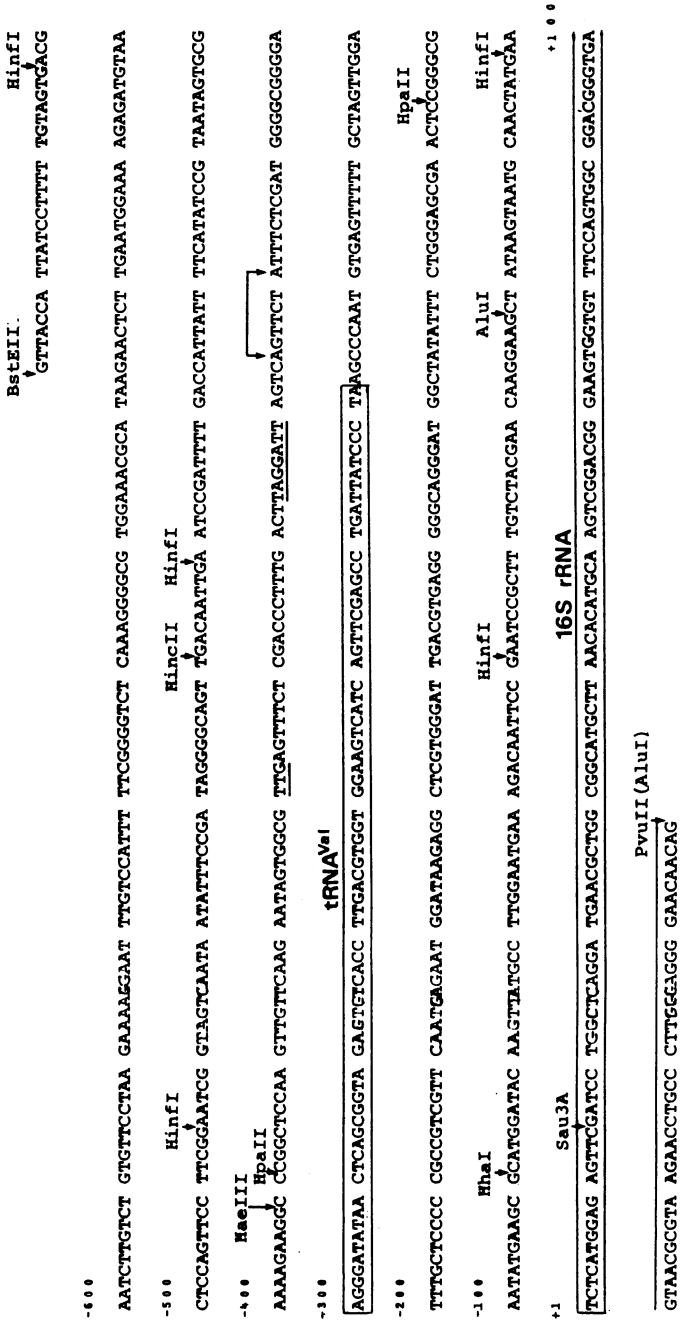 BstEII HinfI
GTTACCA TTATCCTTTT TGTAGTGACG
-600
AATCTTGTCT GTGTTCCTAA GAAAAGGAAT TTGTCCATTT TTCGGGGTCT CAAAGGGGCG TGGAAACGCA TAAGAACTCT TGAATGGAAA AGAGATGTAA
-500 HinfI HincII HinfI
CTCCAGTTCC TTCGGAATCG GTAGTCAATA ATATTTCCGA TAGGGGCAGT TGACAATTGA ATCCGATTTT GACCATTATT TTCATATCCG TAATAGTGCG
-400 HaeIII HpaII
AAAAGAAGGC CCGGCTCCAA GTTGTTCAAG AATAGTGGCG TTGAGTTTCT CGACCCTTTG ACTTAGGATT AGTCAGTTCT ATTTCTCGAT GGGGCGGGGA
-300 tRNAVal
AGGGATATAA CTCAGCGGTA GAGTGTCACC TTGACGTGGT GGAAGTCATC AGTTCGAGCC TGATTATCCC TAAGCCCAAT GTGAGTTTTT GCTAGTTGGA
-200 HpaII
TTTGCTCCCC CGCCGTCGTT CAATGAGAAT GGATAAGAGG CTCGTGGGAT TGACGTGAGG GGGCAGGGAT GGCTATATTT CTGGGAGCGA ACTCCGGGCG
-100 HhaI HinfI AluI HinfI
AATATGAAGC GCATGGATAC AAGTTATGCC TTGGAATGAA AGACAATTCC GAATCCGCTT TGTCTACGAA CAAGGAAGCT ATAAGTAATG CAACTATGAA
+1 Sau3A 16S rRNA +100
TCTCATGGAG AGTTCGATCC TGGCTCAGGA TGAACGCTGG CGGCATGCTT AACACATGCA AGTCGGACGG GAAGTGGTGT TTCCAGTGGC GGACGGGTGA
PvuII(AluI)
GTAACGCGTA AGAACCTGCC CTTGGGAGGG GAACAACAG